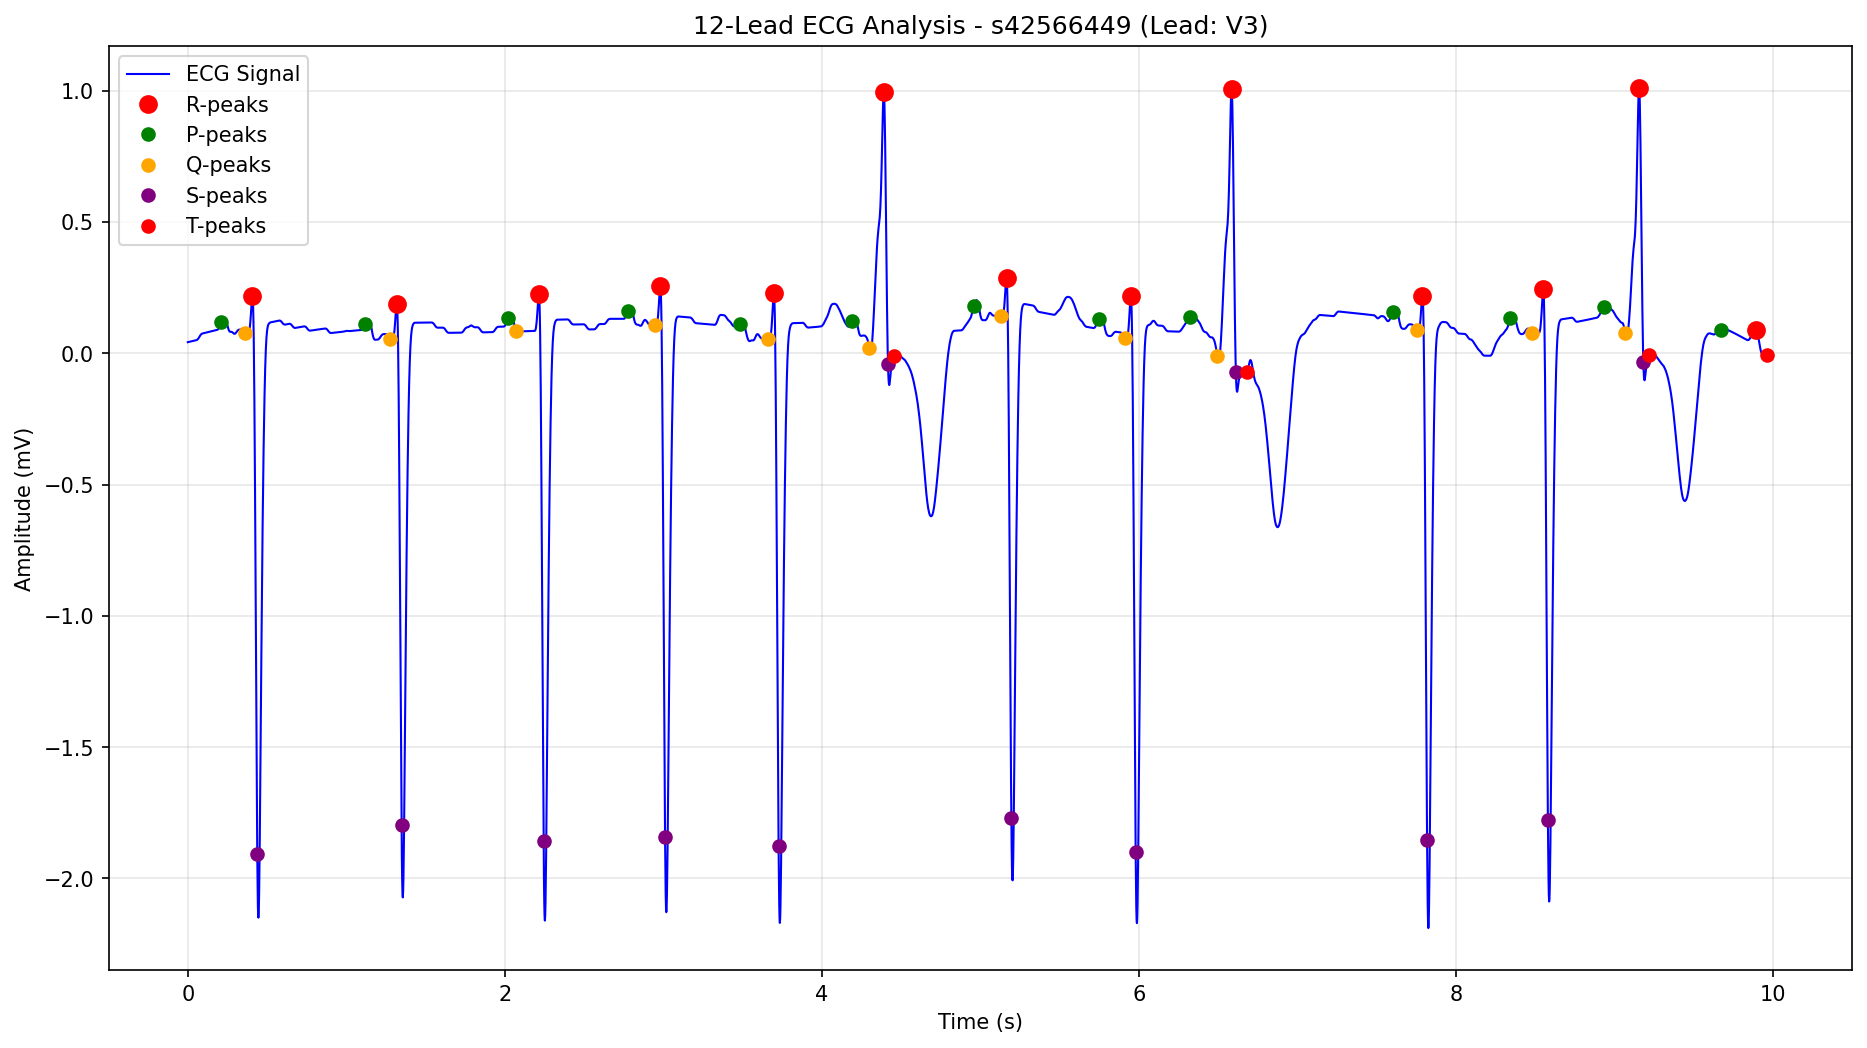 12-Lead ECG Analysis - s42566449 (Lead: V3)
ECG Signal
R-peaks
P-peaks
Q-peaks
S-peaks
T-peaks
Amplitude (mV)
1.0
0.5
0.0
−0.5
−1.0
−1.5
−2.0
0 2 4 6 8 10
Time (s)